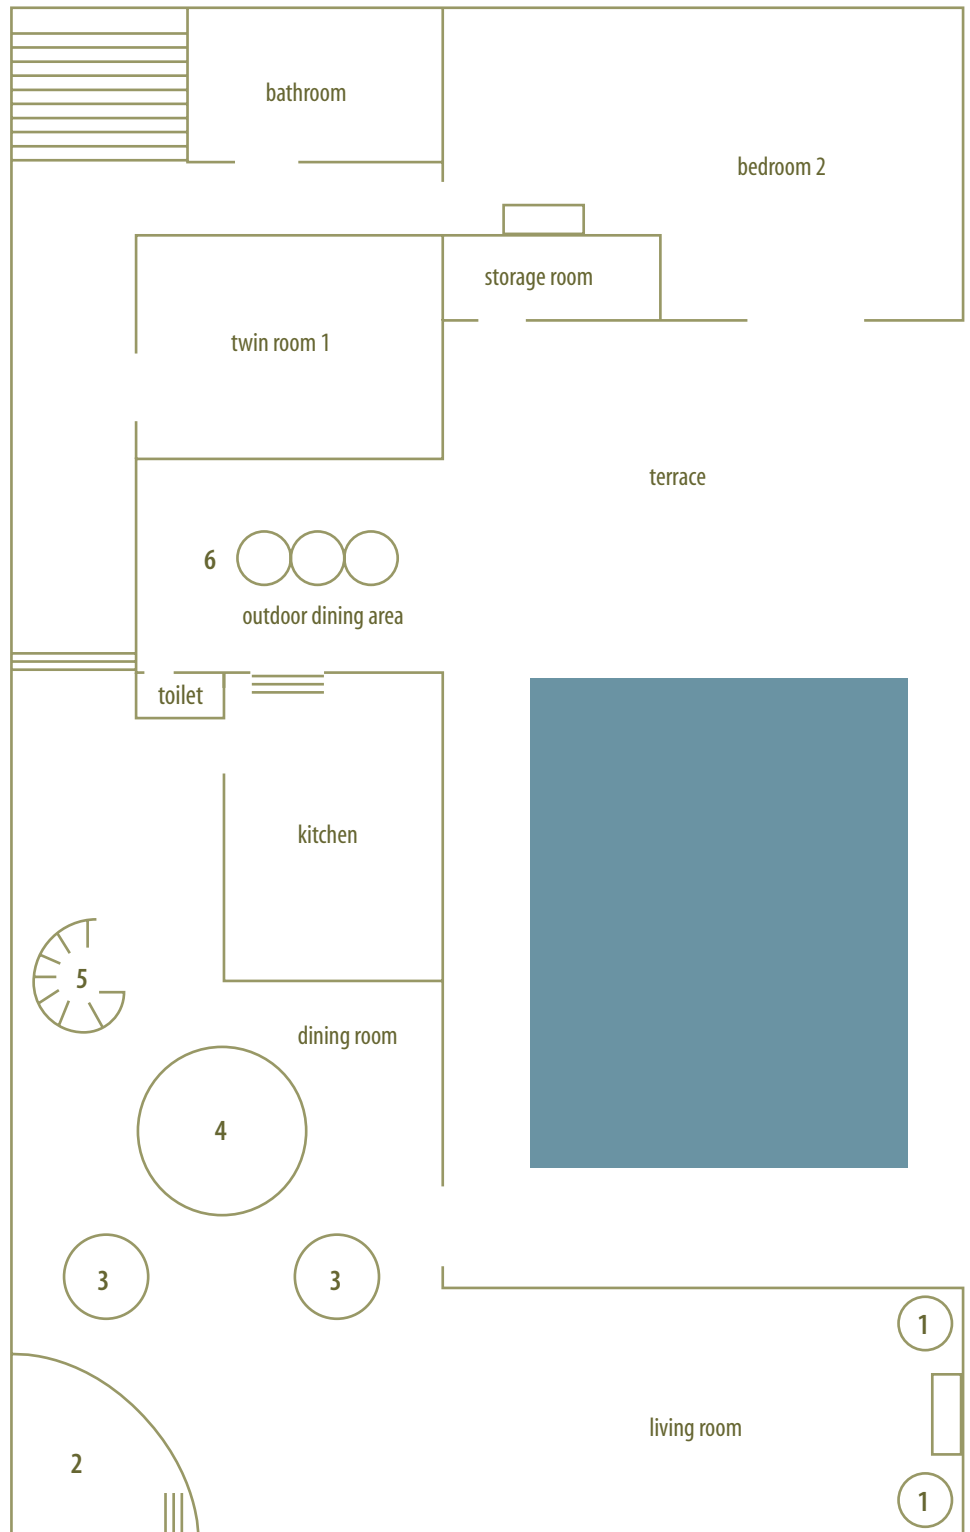 bathroom
bedroom 2
storage room
twin room 1
terrace
6
outdoor dining area
toilet
kitchen
5
dining room
4
3
3
1
living room
2
1